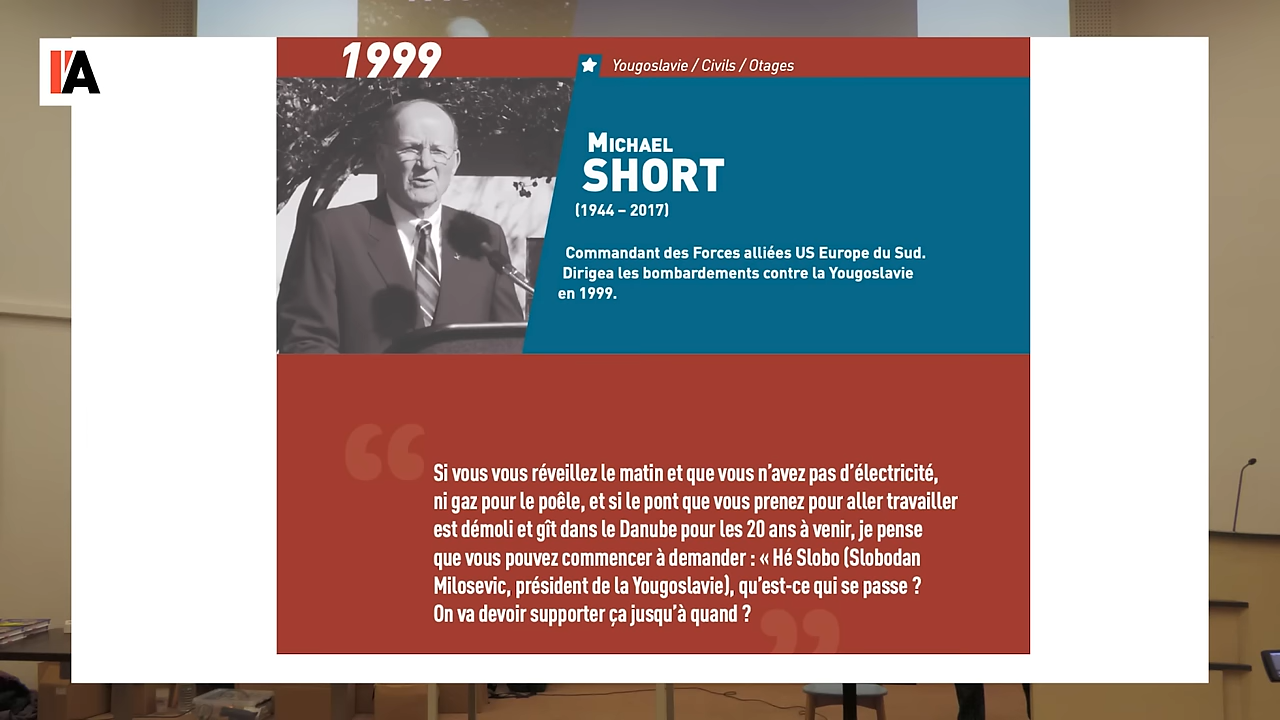 I'A
1999
Yougoslavie / Civils / Otages
MICHAEL
SHORT
(1944 – 2017)
Commandant des Forces alliées US Europe du Sud.
Dirigea les bombardements contre la Yougoslavie
en 1999.
“
Si vous vous réveillez le matin et que vous n’avez pas d’électricité,
ni gaz pour le poêle, et si le pont que vous prenez pour aller travailler
est démoli et gît dans le Danube pour les 20 ans à venir, je pense
que vous pouvez commencer à demander : « Hé Slobo (Slobodan
Milosevic, président de la Yougoslavie), qu’est-ce qui se passe ?
On va devoir supporter ça jusqu’à quand ?
”